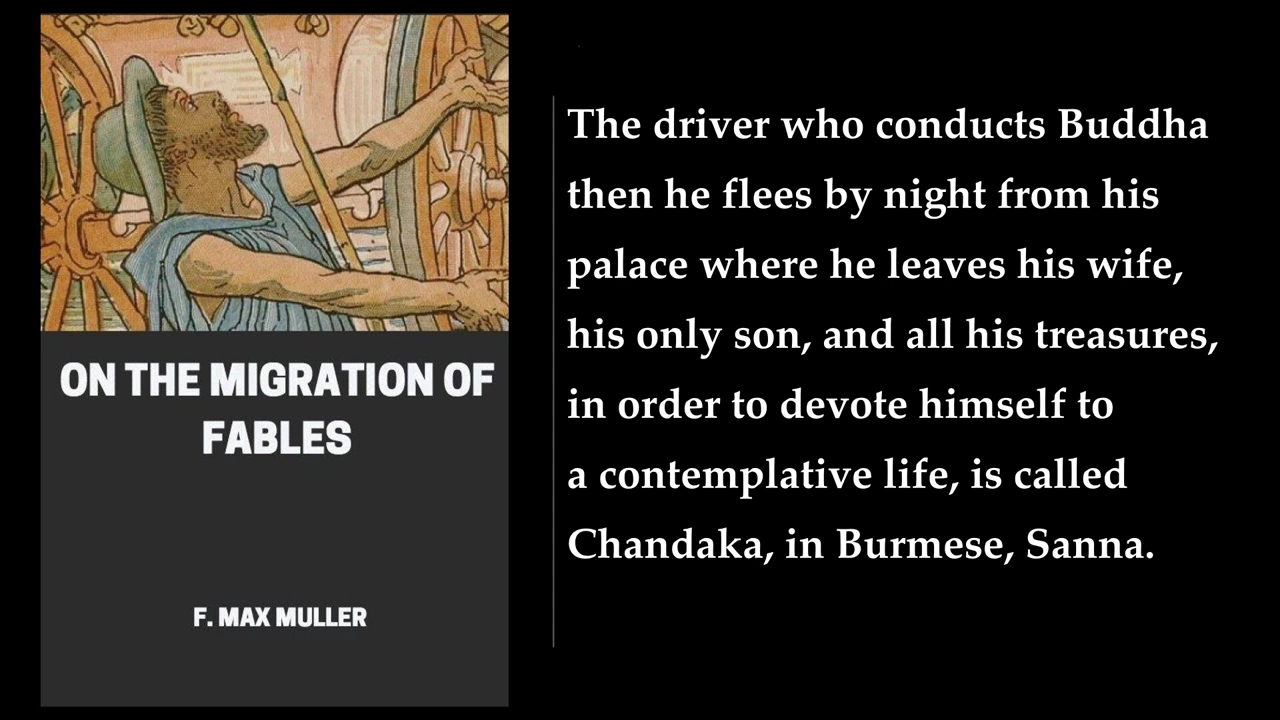 ON THE MIGRATION OF
FABLES
F. MAX MULLER
The driver who conducts Buddha
then he flees by night from his
palace where he leaves his wife,
his only son, and all his treasures,
in order to devote himself to
a contemplative life, is called
Chandaka, in Burmese, Sanna.